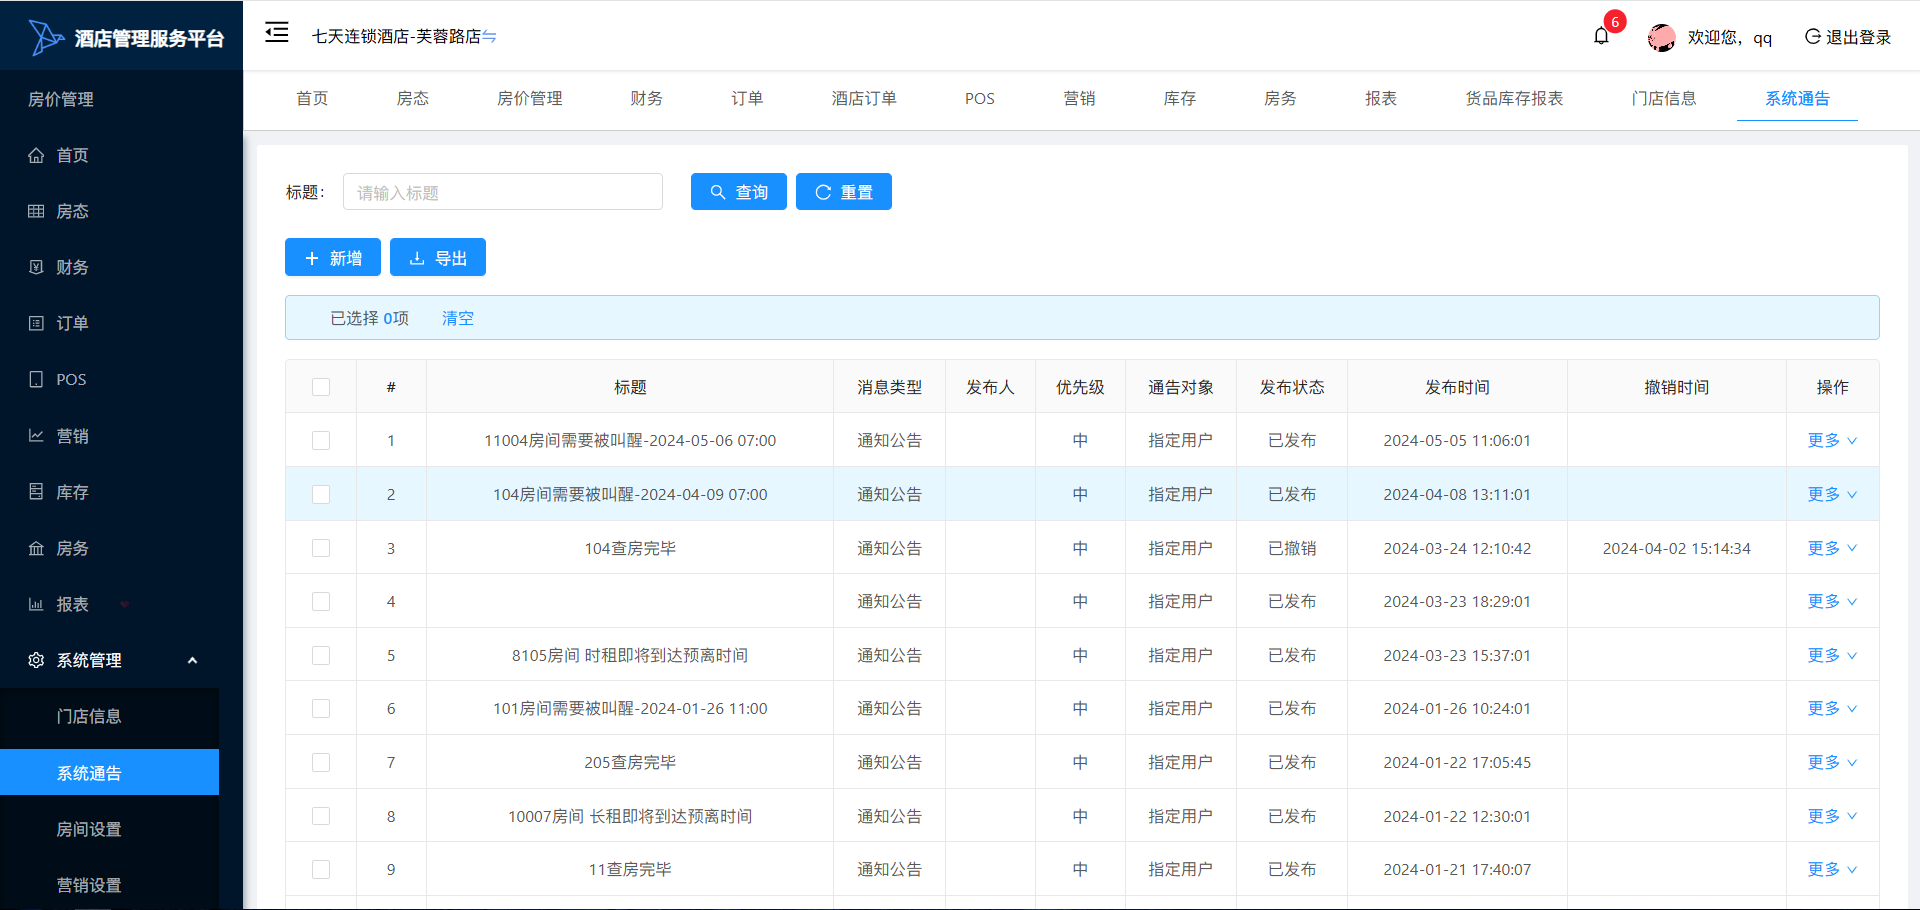 酒店管理服务平台
七天连锁酒店-芙蓉路店
6
欢迎您，qq
退出登录
房价管理
首页
房态
财务
订单
POS
营销
库存
房务
报表
系统管理
门店信息
系统通告
房间设置
营销设置
首页 房态 房价管理 财务 订单 酒店订单 POS 营销 库存 房务 报表 货品库存报表 门店信息 系统通告
标题： 请输入标题 查询 重置
新增 导出
已选择 0项 清空
# 标题 消息类型 发布人 优先级 通告对象 发布状态 发布时间 撤销时间 操作
1 11004房间需要被叫醒-2024-05-06 07:00 通知公告 中 指定用户 已发布 2024-05-05 11:06:01 更多
2 104房间需要被叫醒-2024-04-09 07:00 通知公告 中 指定用户 已发布 2024-04-08 13:11:01 更多
3 104查房完毕 通知公告 中 指定用户 已撤销 2024-03-24 12:10:42 2024-04-02 15:14:34 更多
4 通知公告 中 指定用户 已发布 2024-03-23 18:29:01 更多
5 8105房间 时租即将到达预离时间 通知公告 中 指定用户 已发布 2024-03-23 15:37:01 更多
6 101房间需要被叫醒-2024-01-26 11:00 通知公告 中 指定用户 已发布 2024-01-26 10:24:01 更多
7 205查房完毕 通知公告 中 指定用户 已发布 2024-01-22 17:05:45 更多
8 10007房间 长租即将到达预离时间 通知公告 中 指定用户 已发布 2024-01-22 12:30:01 更多
9 11查房完毕 通知公告 中 指定用户 已发布 2024-01-21 17:40:07 更多